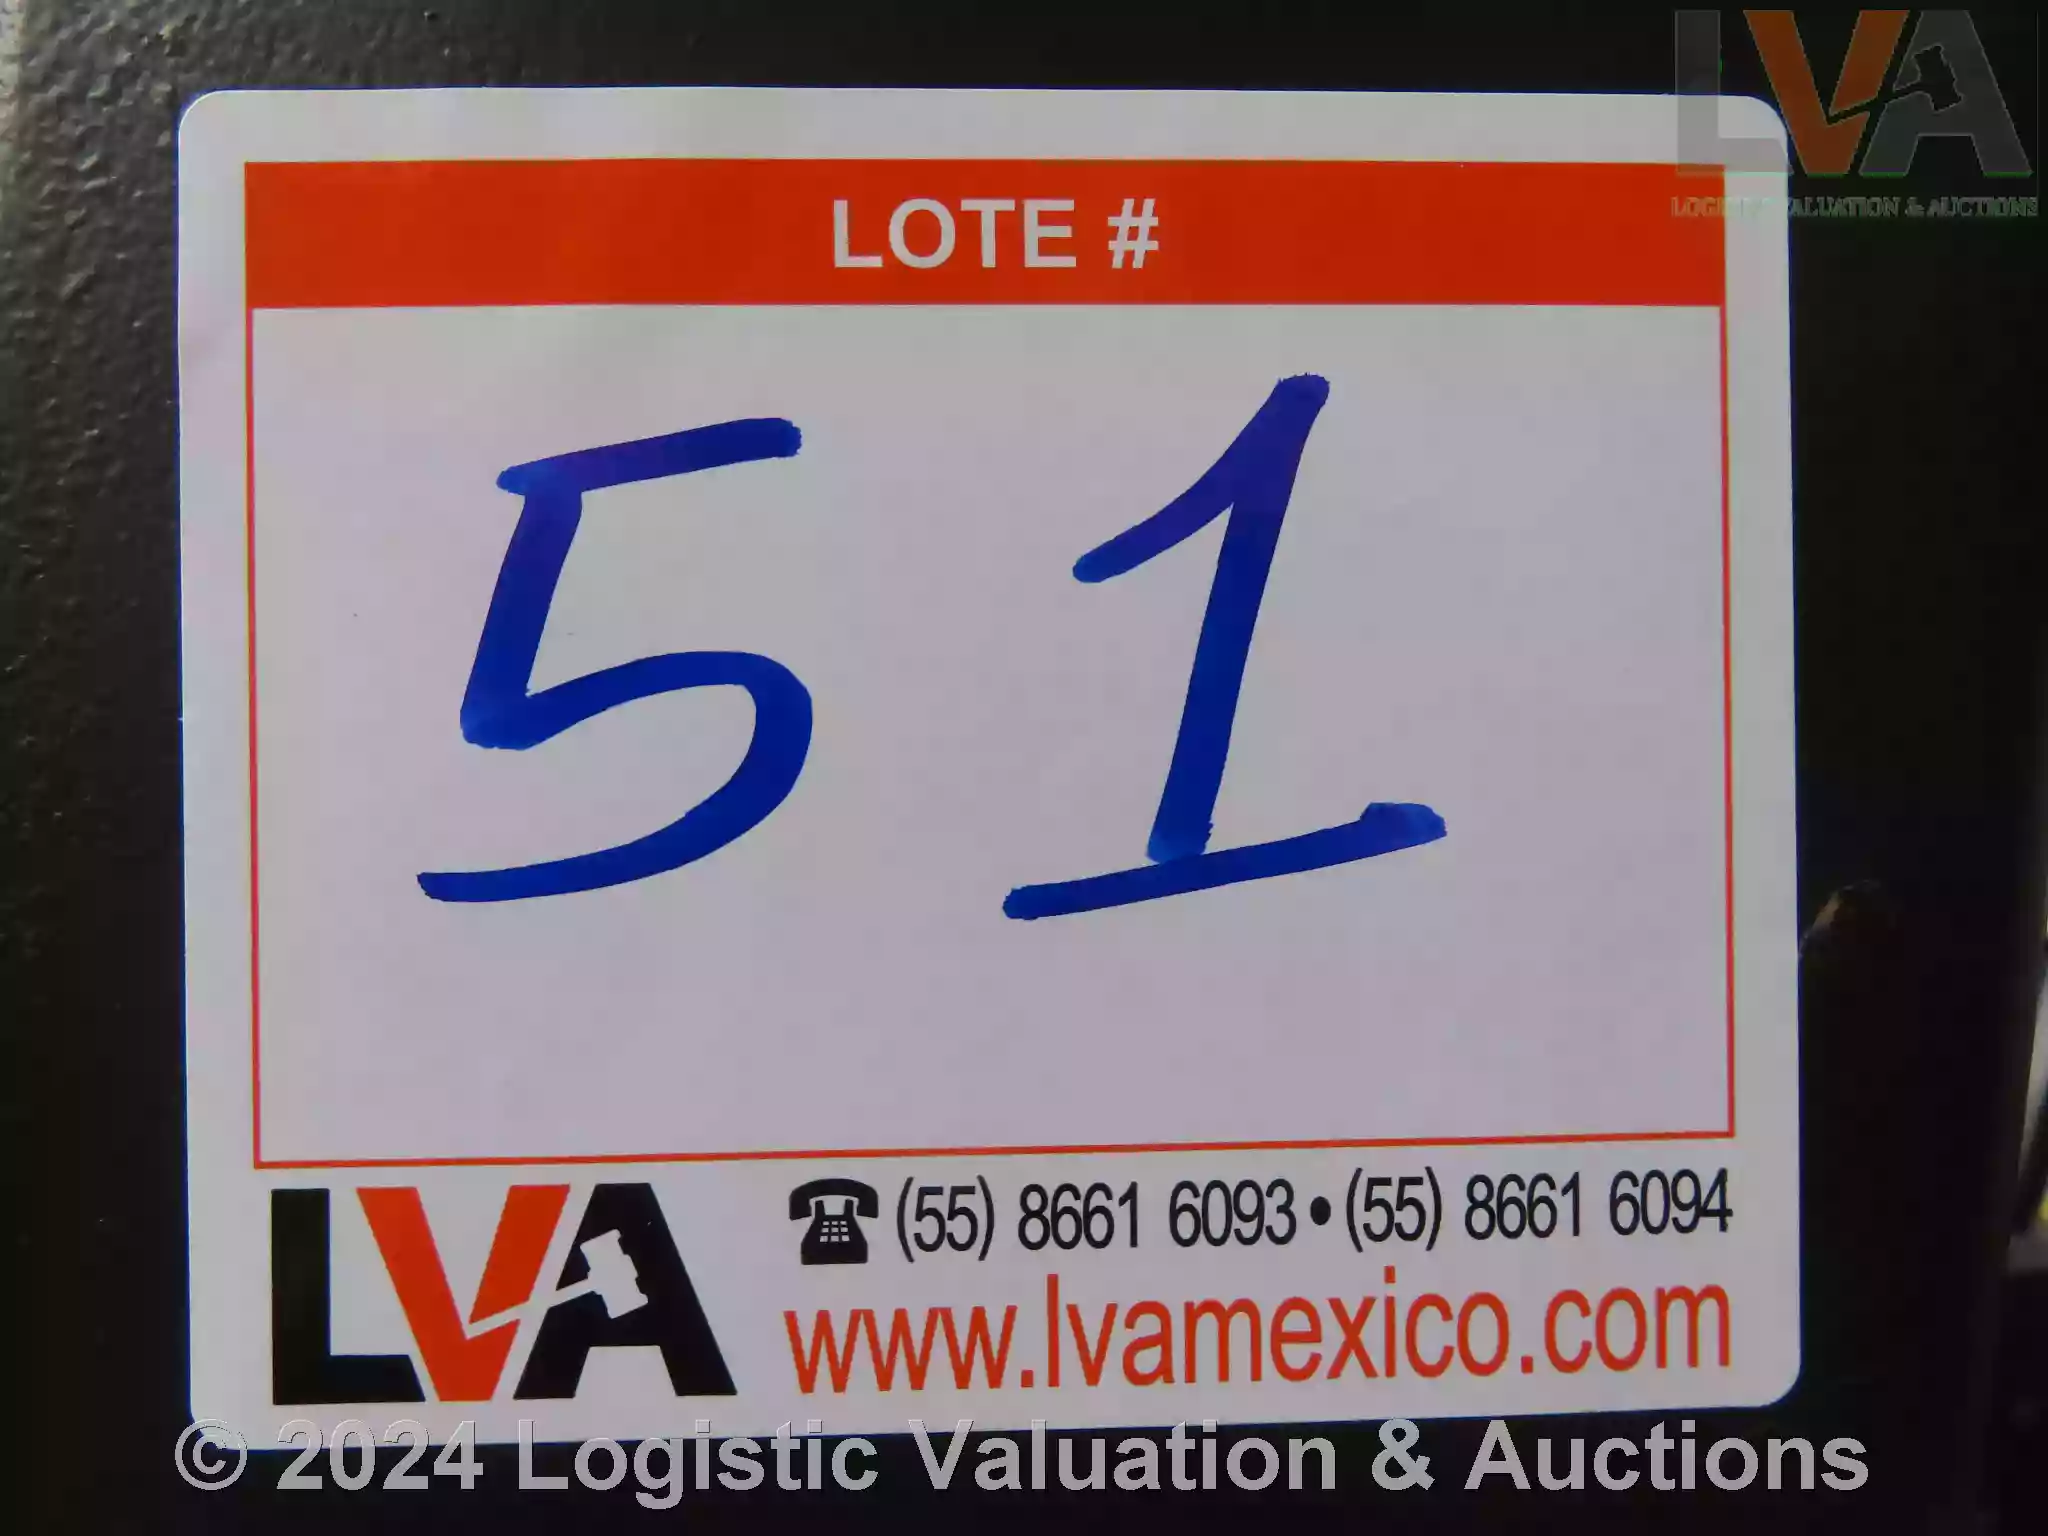 LVA
LOGISTIC VALUATION & AUCTIONS
LOTE #
51
LVA
(55) 8661 6093 • (55) 8661 6094
www.lvamexico.com
© 2024 Logistic Valuation & Auctions